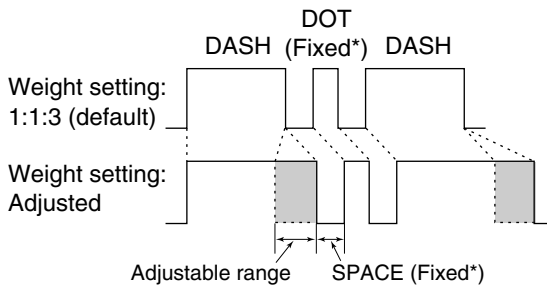 DOT
DASH (Fixed*) DASH
Weight setting:
1:1:3 (default)
Weight setting:
Adjusted
Adjustable range SPACE (Fixed*)